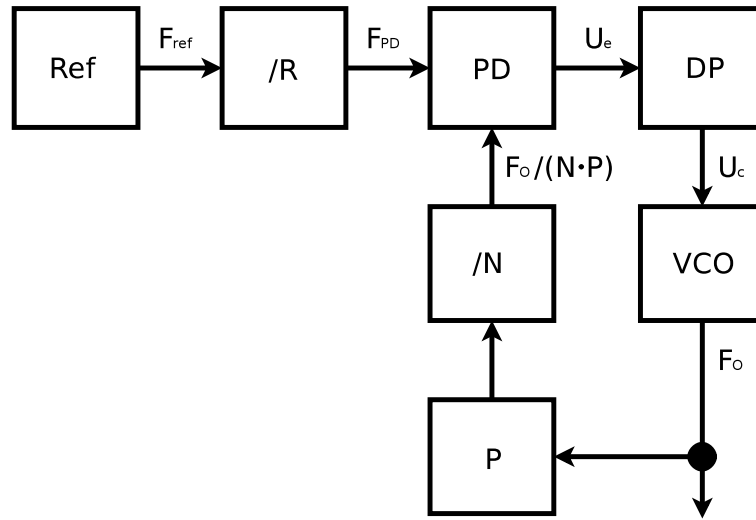 Ref
Fref
/R
FPD
PD
Ue
DP
FO/(N·P)
Uc
/N
VCO
FO
P